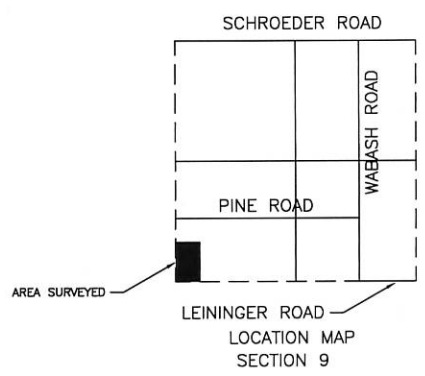 SCHROEDER ROAD
WABASH ROAD
PINE ROAD
AREA SURVEYED
LEININGER ROAD
LOCATION MAP
SECTION 9